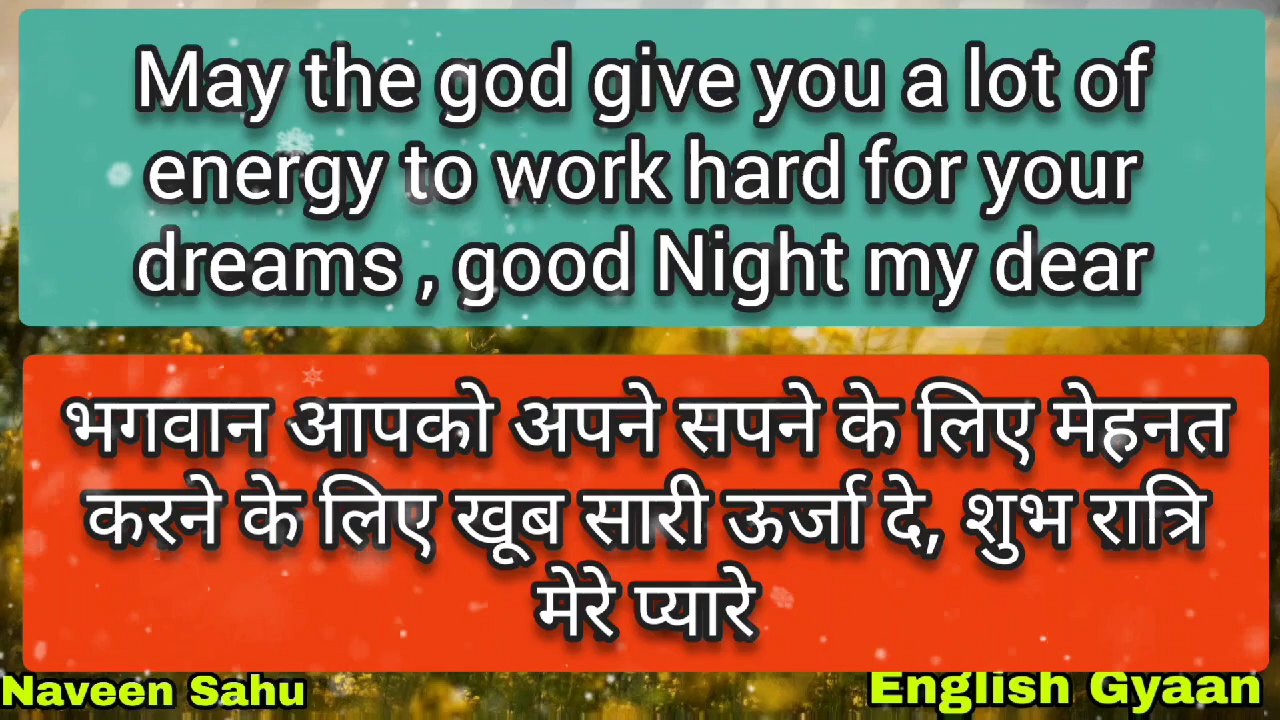 May the god give you a lot of
energy to work hard for your
dreams , good Night my dear
भगवान आपको अपने सपने के लिए मेहनत
करने के लिए खूब सारी ऊर्जा दे, शुभ रात्रि
मेरे प्यारे
Naveen Sahu
English Gyaan